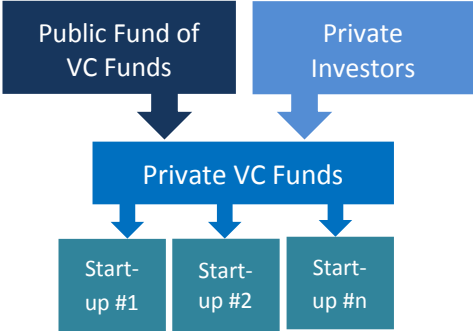 Public Fund of
VC Funds
Private
Investors
Private VC Funds
Start-
up #1
Start-
up #2
Start-
up #n